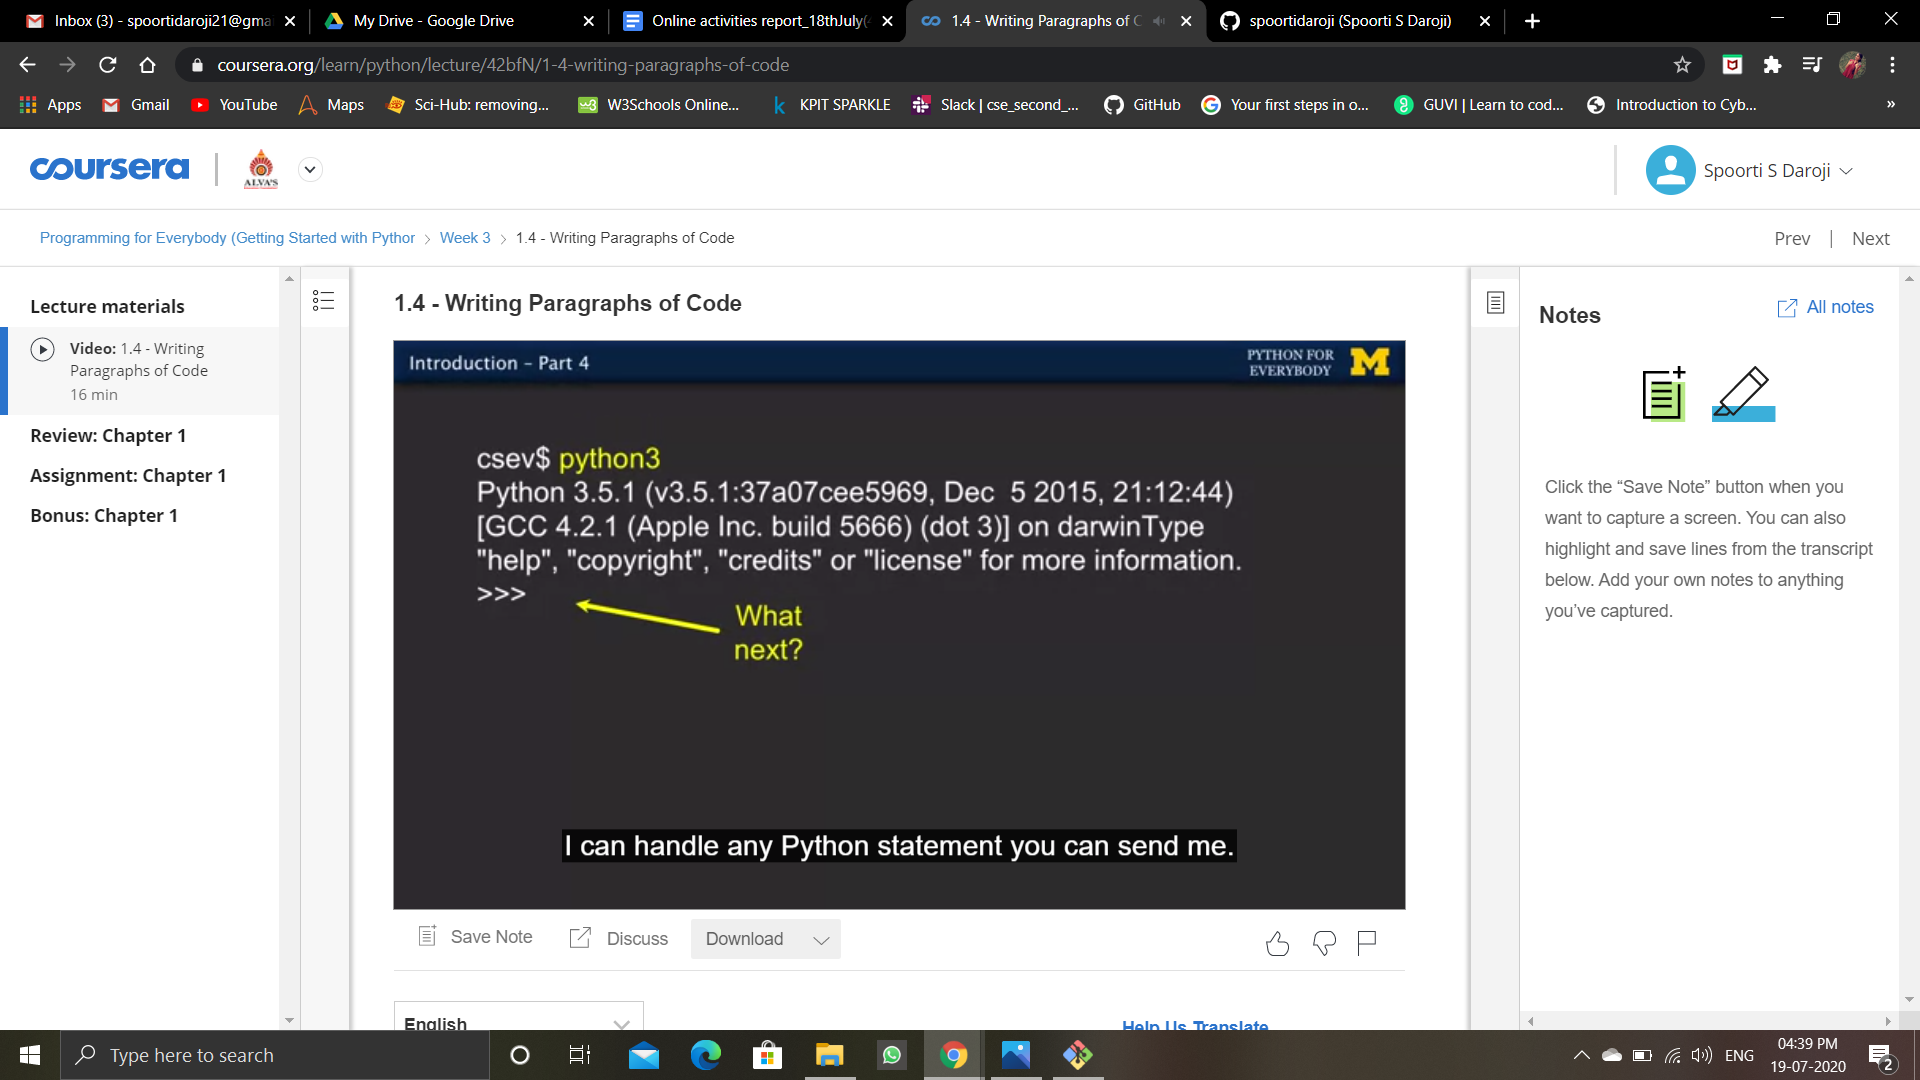 Inbox (3) - spoortidaroji21@gma
My Drive - Google Drive
Online activities report_18thJuly(
1.4 - Writing Paragraphs of C
spoortidaroji (Spoorti S Daroji)
coursera.org/learn/python/lecture/42bfN/1-4-writing-paragraphs-of-code
Apps
Gmail
YouTube
Maps
Sci-Hub: removing...
W3Schools Online...
KPIT SPARKLE
Slack | cse_second_...
GitHub
Your first steps in o...
GUVI | Learn to cod...
Introduction to Cyb...
»
coursera
ALVA'S
Spoorti S Daroji
Programming for Everybody (Getting Started with Pythor > Week 3 > 1.4 - Writing Paragraphs of Code
Prev | Next
Lecture materials
Video: 1.4 - Writing
Paragraphs of Code
16 min
Review: Chapter 1
Assignment: Chapter 1
Bonus: Chapter 1
1.4 - Writing Paragraphs of Code
Introduction – Part 4
PYTHON FOR
EVERYBODY
M
csev$ python3
Python 3.5.1 (v3.5.1:37a07cee5969, Dec 5 2015, 21:12:44)
[GCC 4.2.1 (Apple Inc. build 5666) (dot 3)] on darwinType
"help", "copyright", "credits" or "license" for more information.
>>>
What
next?
I can handle any Python statement you can send me.
Save Note
Discuss
Download
English
Help Us Translate
Notes
All notes
Click the “Save Note” button when you
want to capture a screen. You can also
highlight and save lines from the transcript
below. Add your own notes to anything
you’ve captured.
Type here to search
ENG
04:39 PM
19-07-2020
2